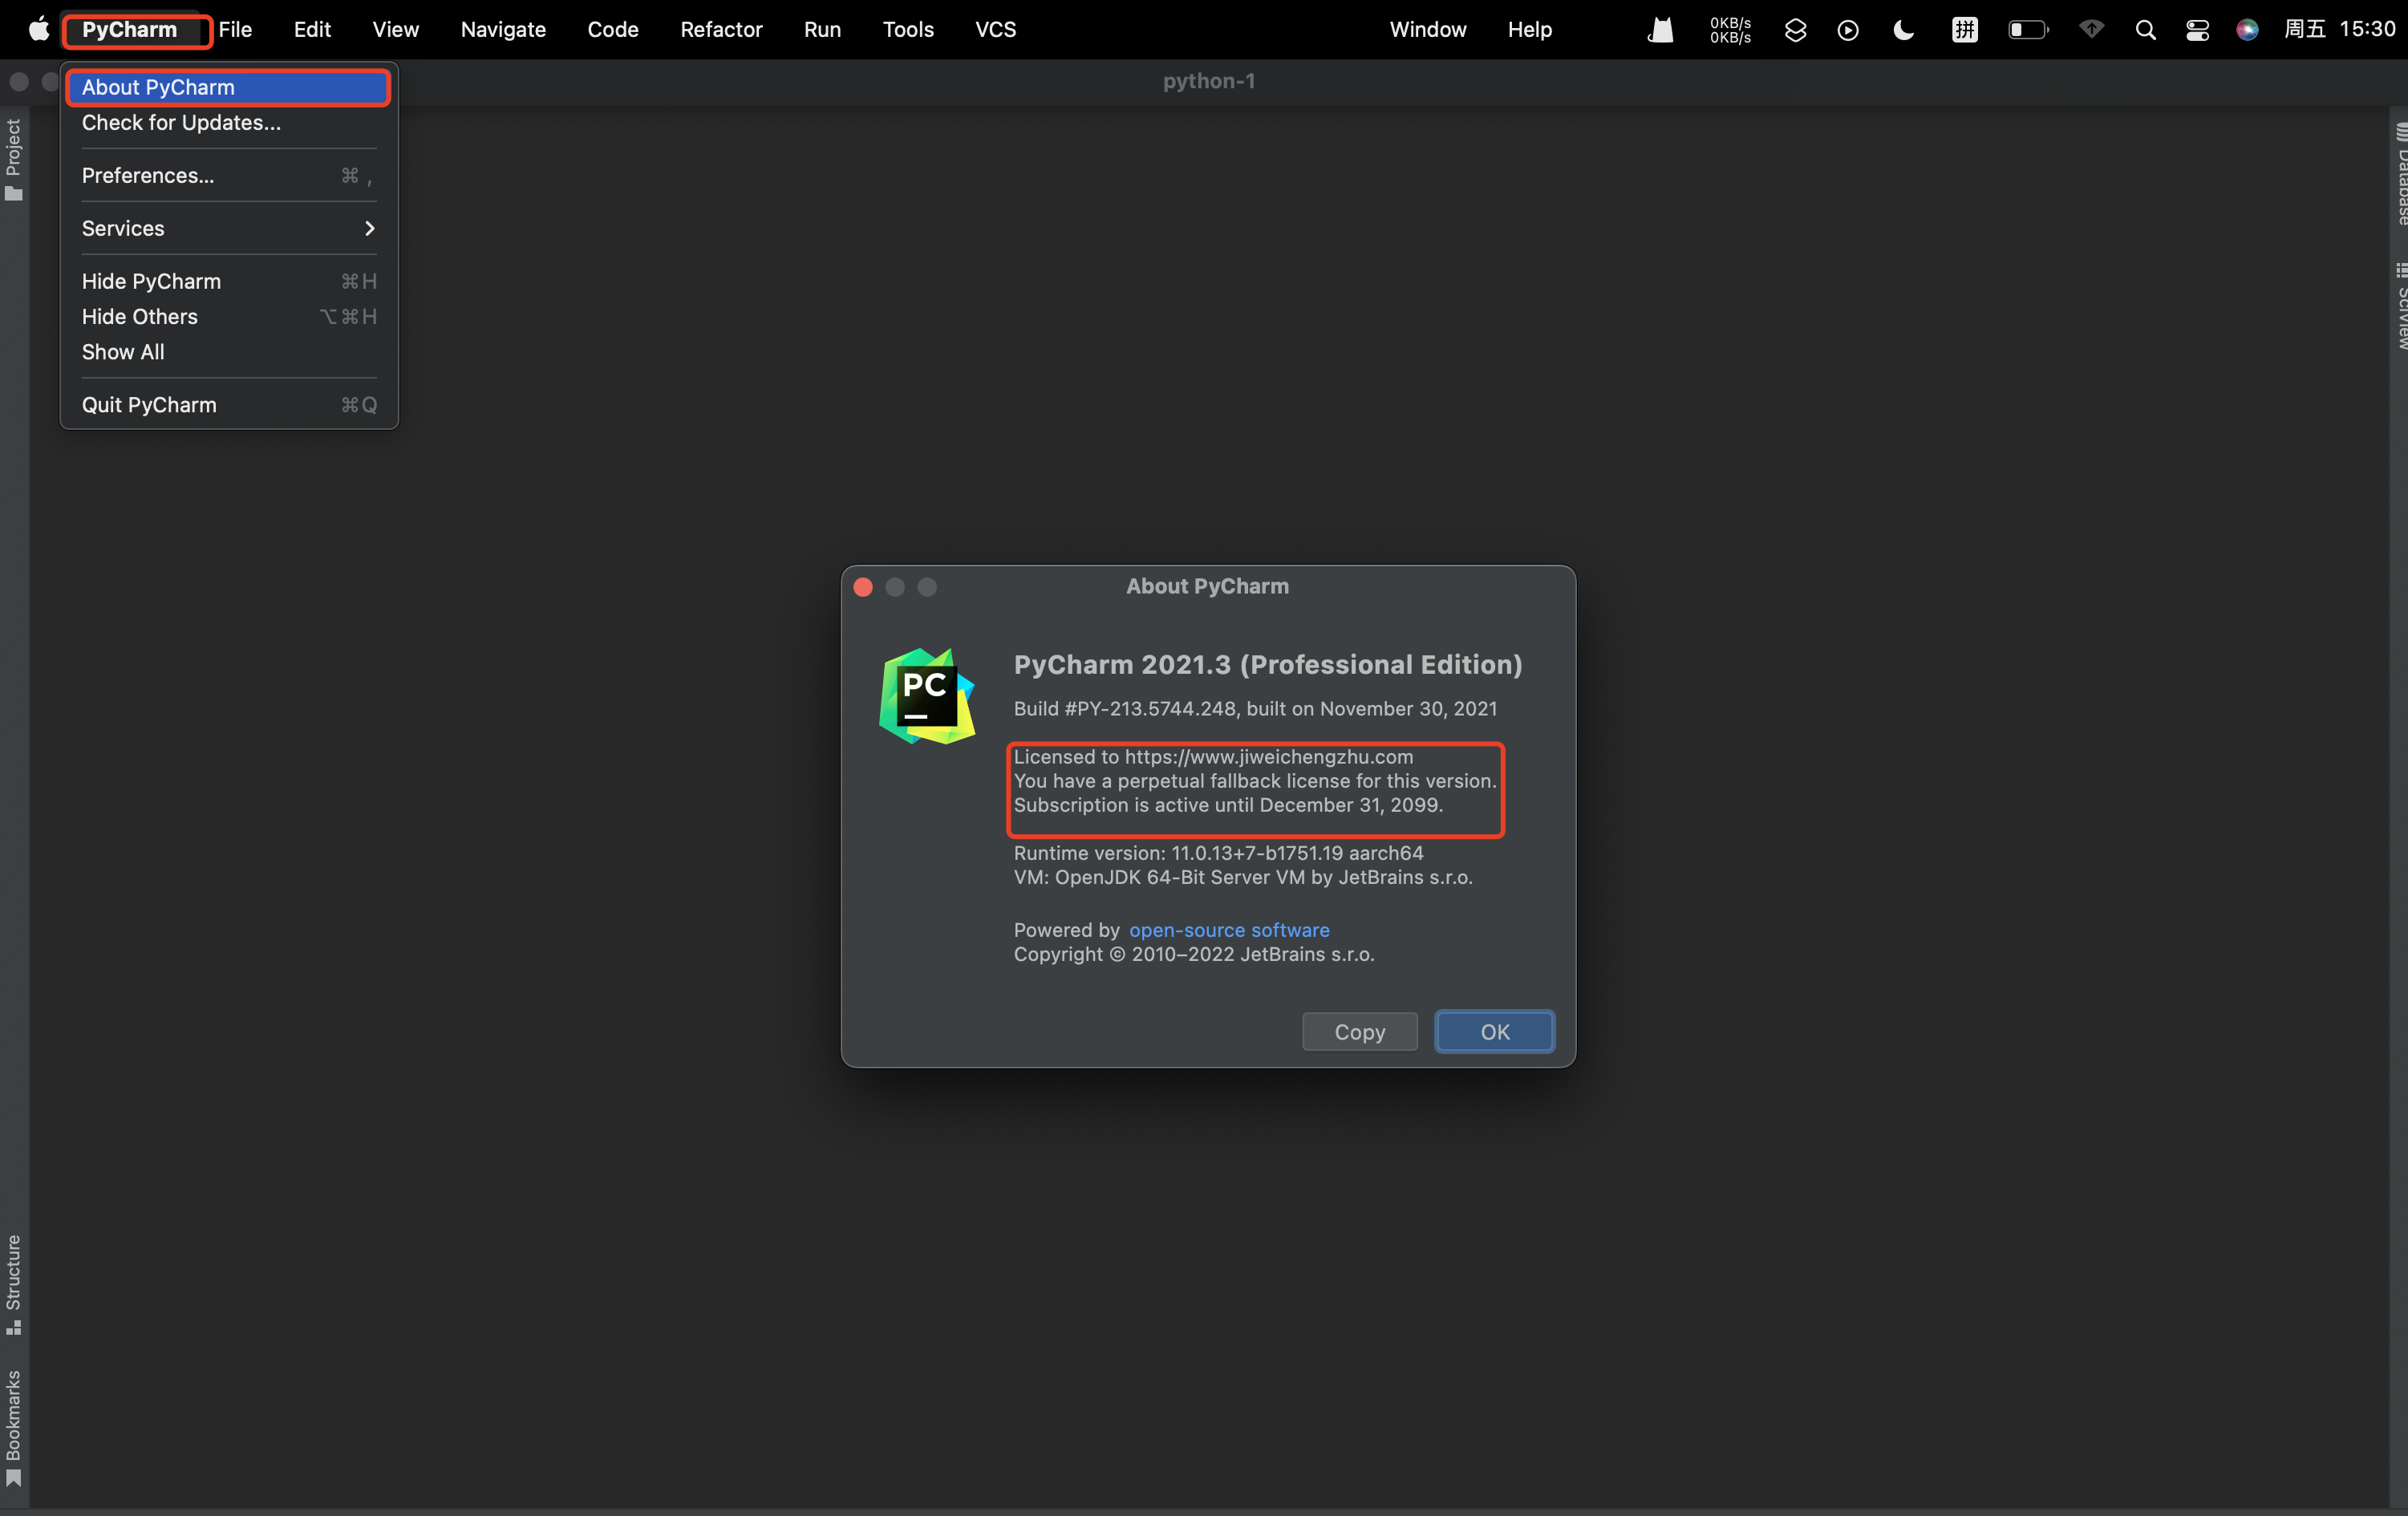 PyCharm File Edit View Navigate Code Refactor Run Tools VCS Window Help 0KB/s 拼 周五 15:30
0KB/s
python-1
About PyCharm
Check for Updates...
Preferences... ⌘ ,
Services
Hide PyCharm ⌘H
Hide Others ⌥⌘H
Show All
Quit PyCharm ⌘Q
Project
Structure
Bookmarks
About PyCharm
PC
PyCharm 2021.3 (Professional Edition)
Build #PY-213.5744.248, built on November 30, 2021
Licensed to https://www.jiweichengzhu.com
You have a perpetual fallback license for this version.
Subscription is active until December 31, 2099.
Runtime version: 11.0.13+7-b1751.19 aarch64
VM: OpenJDK 64-Bit Server VM by JetBrains s.r.o.
Powered by open-source software
Copyright © 2010–2022 JetBrains s.r.o.
Copy OK
Database
SciView